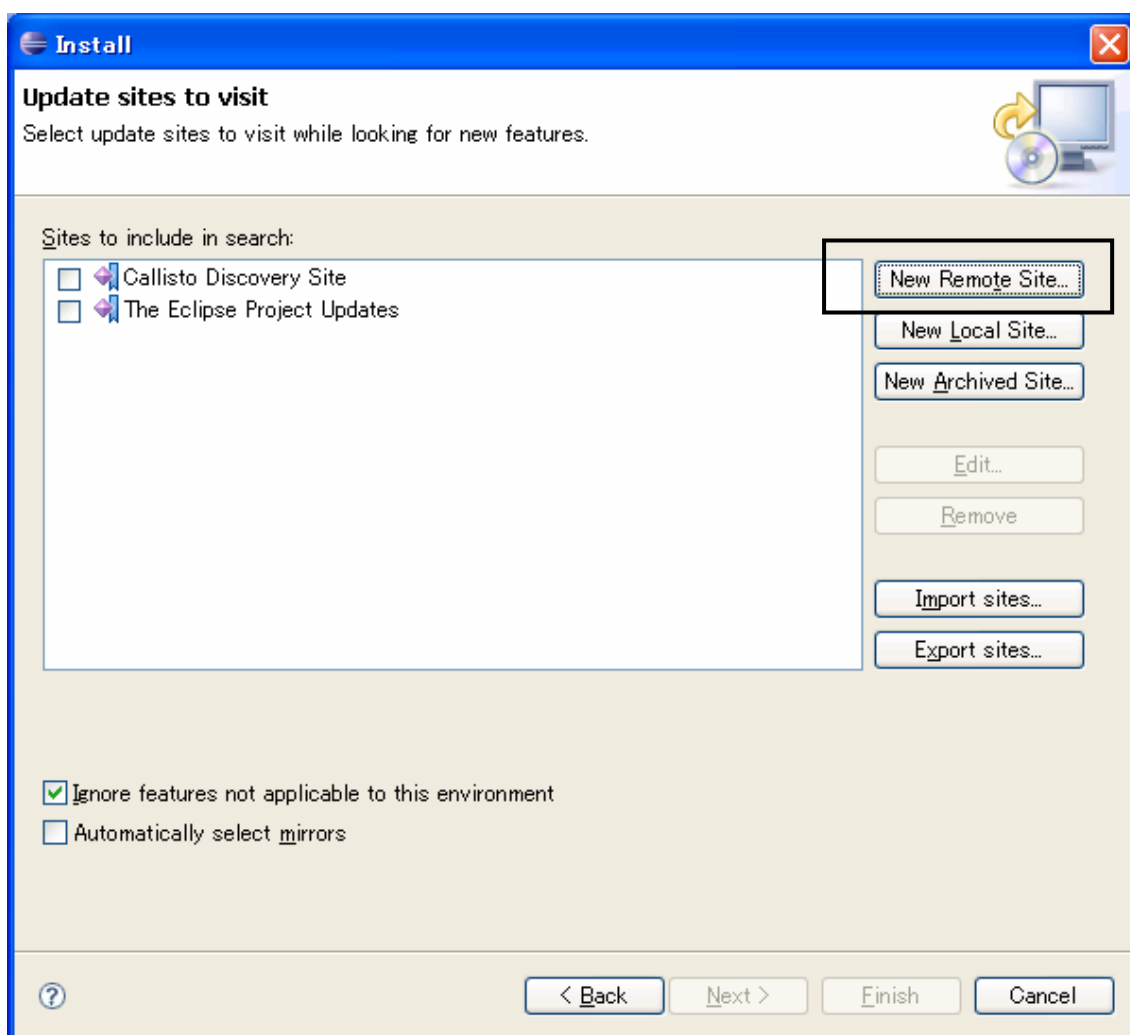 Install
Update sites to visit
Select update sites to visit while looking for new features.
Sites to include in search:
Callisto Discovery Site
The Eclipse Project Updates
New Remote Site...
New Local Site...
New Archived Site...
Edit...
Remove
Import sites...
Export sites...
Ignore features not applicable to this environment
Automatically select mirrors
?
< Back
Next >
Finish
Cancel